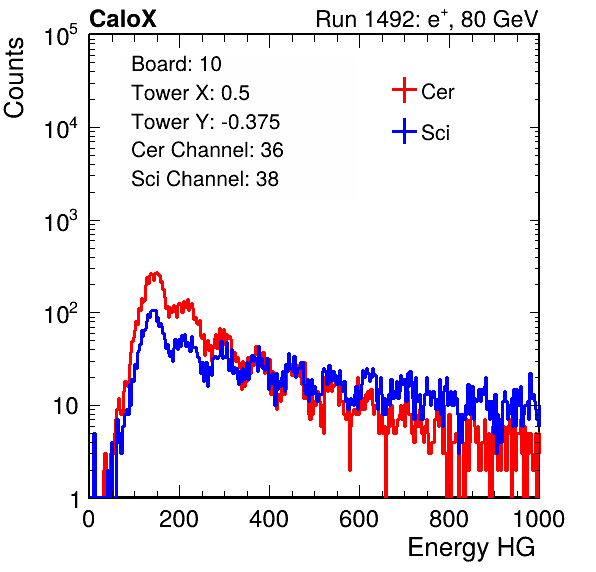 CaloX Run 1492: e⁺, 80 GeV
Board: 10
Tower X: 0.5
Tower Y: -0.375
Cer Channel: 36
Sci Channel: 38
Cer
Sci
Counts
10⁵
10⁴
10³
10²
10
1
0 200 400 600 800 1000
Energy HG